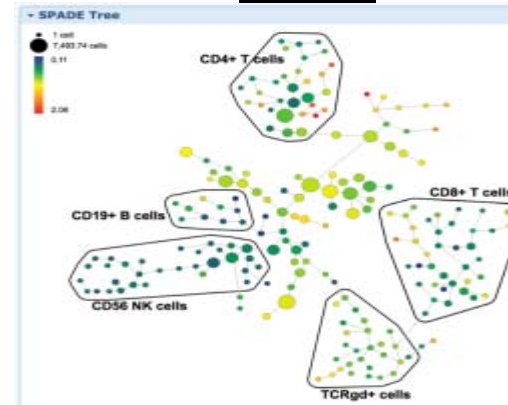 SPADE Tree
1 cell
7,493.74 cells
0.11
2.08
CD4+ T cells
CD8+ T cells
CD19+ B cells
CD56 NK cells
TCRgd+ cells